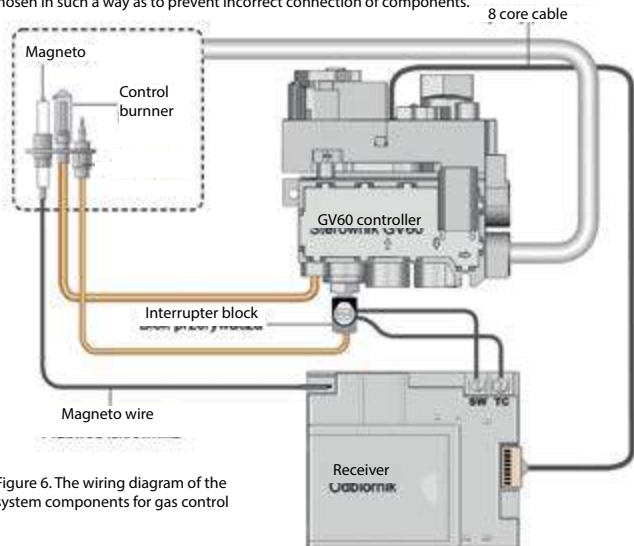 hosen in such a way as to prevent incorrect connection of components.
8 core cable
Magneto
Control
burnner
GV60 controller
Sterownik GV60
Interrupter block
Blok przerywacza
SW TC
Magneto wire
Receiver
Odbiornik
Figure 6. The wiring diagram of the
system components for gas control